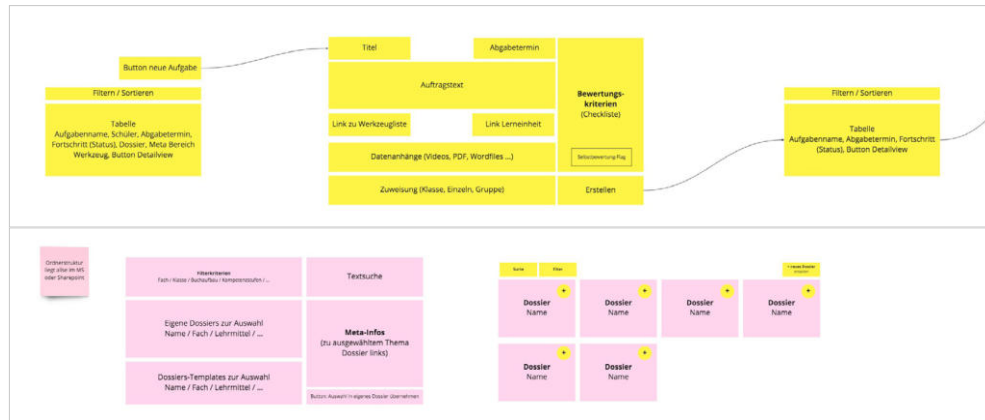 Button neue Aufgabe
Filtern / Sortieren
Tabelle
Aufgabenname, Schüler, Abgabetermin,
Fortschritt (Status), Dossier, Meta Bereich
Werkzeug, Button Detailview
Titel
Abgabetermin
Auftragstext
Link zu Werkzeugliste
Link Lerneinheit
Datenanhänge (Videos, PDF, Wordfiles ...)
Zuweisung (Klasse, Einzeln, Gruppe)
Bewertungs-
kriterien
(Checkliste)
Selbstbewertung Flag
Erstellen
Filtern / Sortieren
Tabelle
Aufgabenname, Abgabetermin, Fortschritt
(Status), Button Detailview
Ordnerstruktur
liegt alles im MS
oder Sharepoint
Filterkriterien
Fach / Klasse / Buchaufbau / Kompetenzstufen / ...
Textsuche
Eigene Dossiers zur Auswahl
Name / Fach / Lehrmittel / ...
Meta-Infos
(zu ausgewähltem Thema
Dossier links)
Dossiers-Templates zur Auswahl
Name / Fach / Lehrmittel / ...
Button: Auswahl in eigenes Dossier übernehmen
Suche
Filter
+ neues Dossier
+
Dossier
Name
+
Dossier
Name
+
Dossier
Name
+
Dossier
Name
+
Dossier
Name
+
Dossier
Name